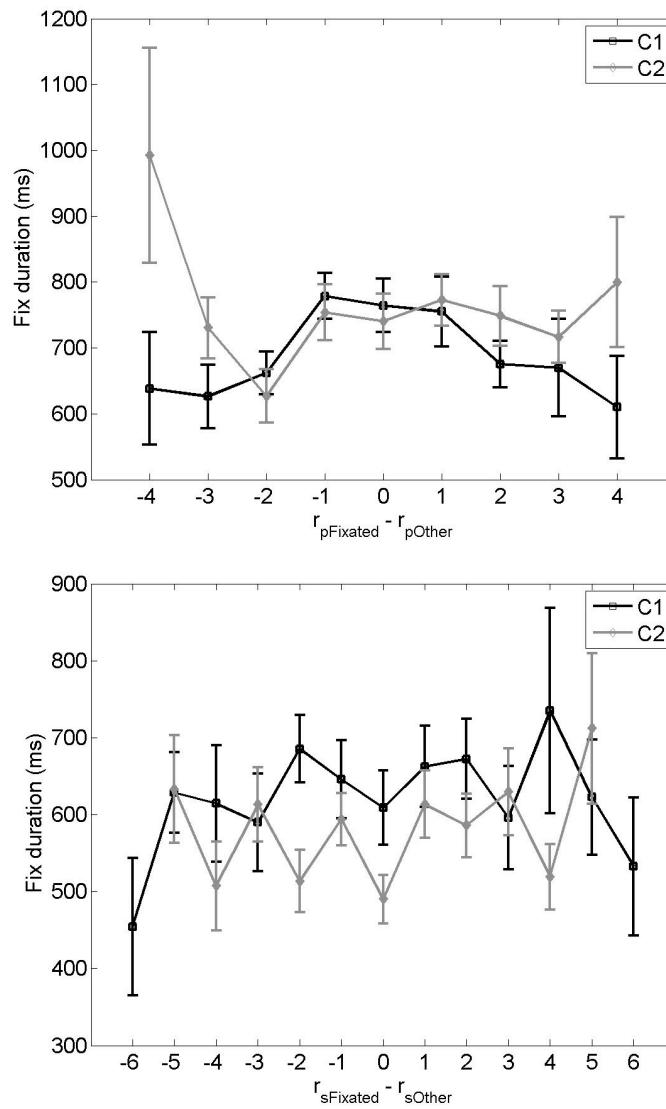 1200
1100
1000
900
800
700
600
500
Fix duration (ms)
C1
C2
-4 -3 -2 -1 0 1 2 3 4
r_pFixated - r_pOther
900
800
700
600
500
400
300
Fix duration (ms)
C1
C2
-6 -5 -4 -3 -2 -1 0 1 2 3 4 5 6
r_sFixated - r_sOther